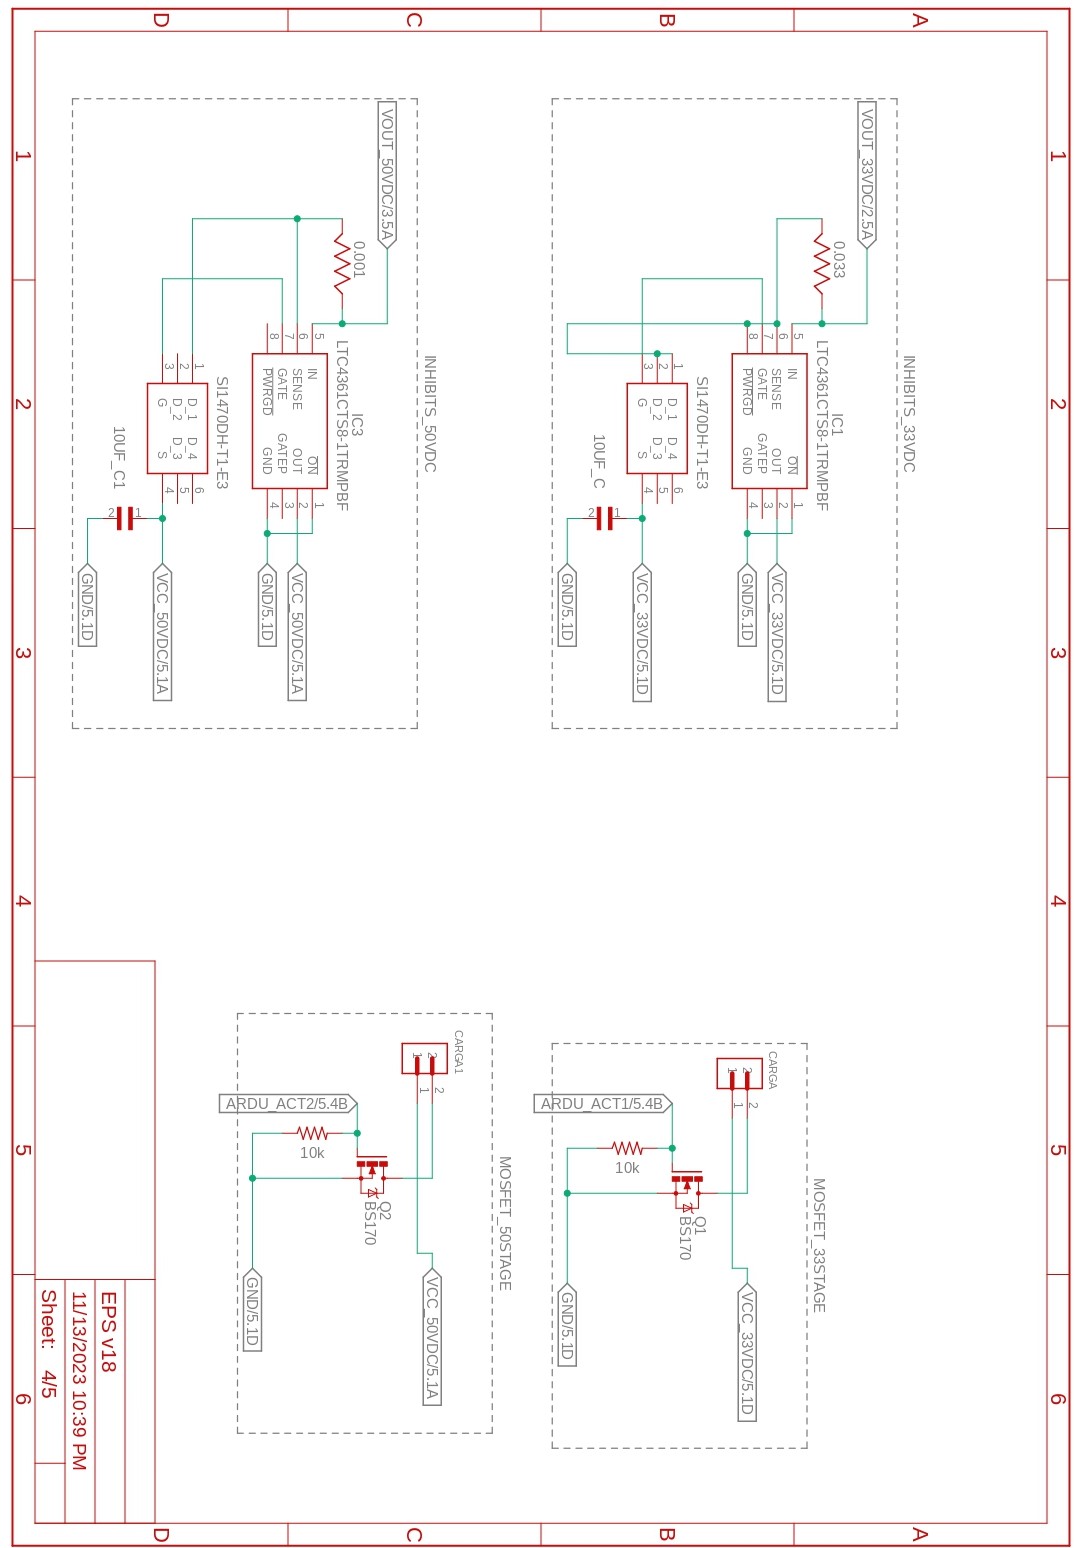 A
B
C
D
1
2
3
4
5
6
1
2
3
4
5
6
A
B
C
D
INHIBITS_33VDC
VOUT_33VDC/2.5A
0.033
IC1
LTC4361CTS8-1TRMPBF
5
6
7
8
IN
SENSE
GATE
PWRGD
ON
OUT
GATEP
GND
1
2
3
4
VCC_33VDC/5.1D
GND/5.1D
SI1470DH-T1-E3
1
2
3
D_1
D_2
G
D_4
D_3
S
6
5
4
VCC_33VDC/5.1D
10UF_C
1
2
GND/5.1D
INHIBITS_50VDC
VOUT_50VDC/3.5A
0.001
IC3
LTC4361CTS8-1TRMPBF
5
6
7
8
IN
SENSE
GATE
PWRGD
ON
OUT
GATEP
GND
1
2
3
4
VCC_50VDC/5.1A
GND/5.1D
SI1470DH-T1-E3
1
2
3
D_1
D_2
G
D_4
D_3
S
6
5
4
VCC_50VDC/5.1A
10UF_C1
1
2
GND/5.1D
MOSFET_33STAGE
CARGA
2
1
2
1
ARDU_ACT1/5.4B
10k
Q1
BS170
VCC_33VDC/5.1D
GND/5.1D
MOSFET_50STAGE
CARGA1
2
1
2
1
ARDU_ACT2/5.4B
10k
Q2
BS170
VCC_50VDC/5.1A
GND/5.1D
EPS v18
11/13/2023 10:39 PM
Sheet: 4/5